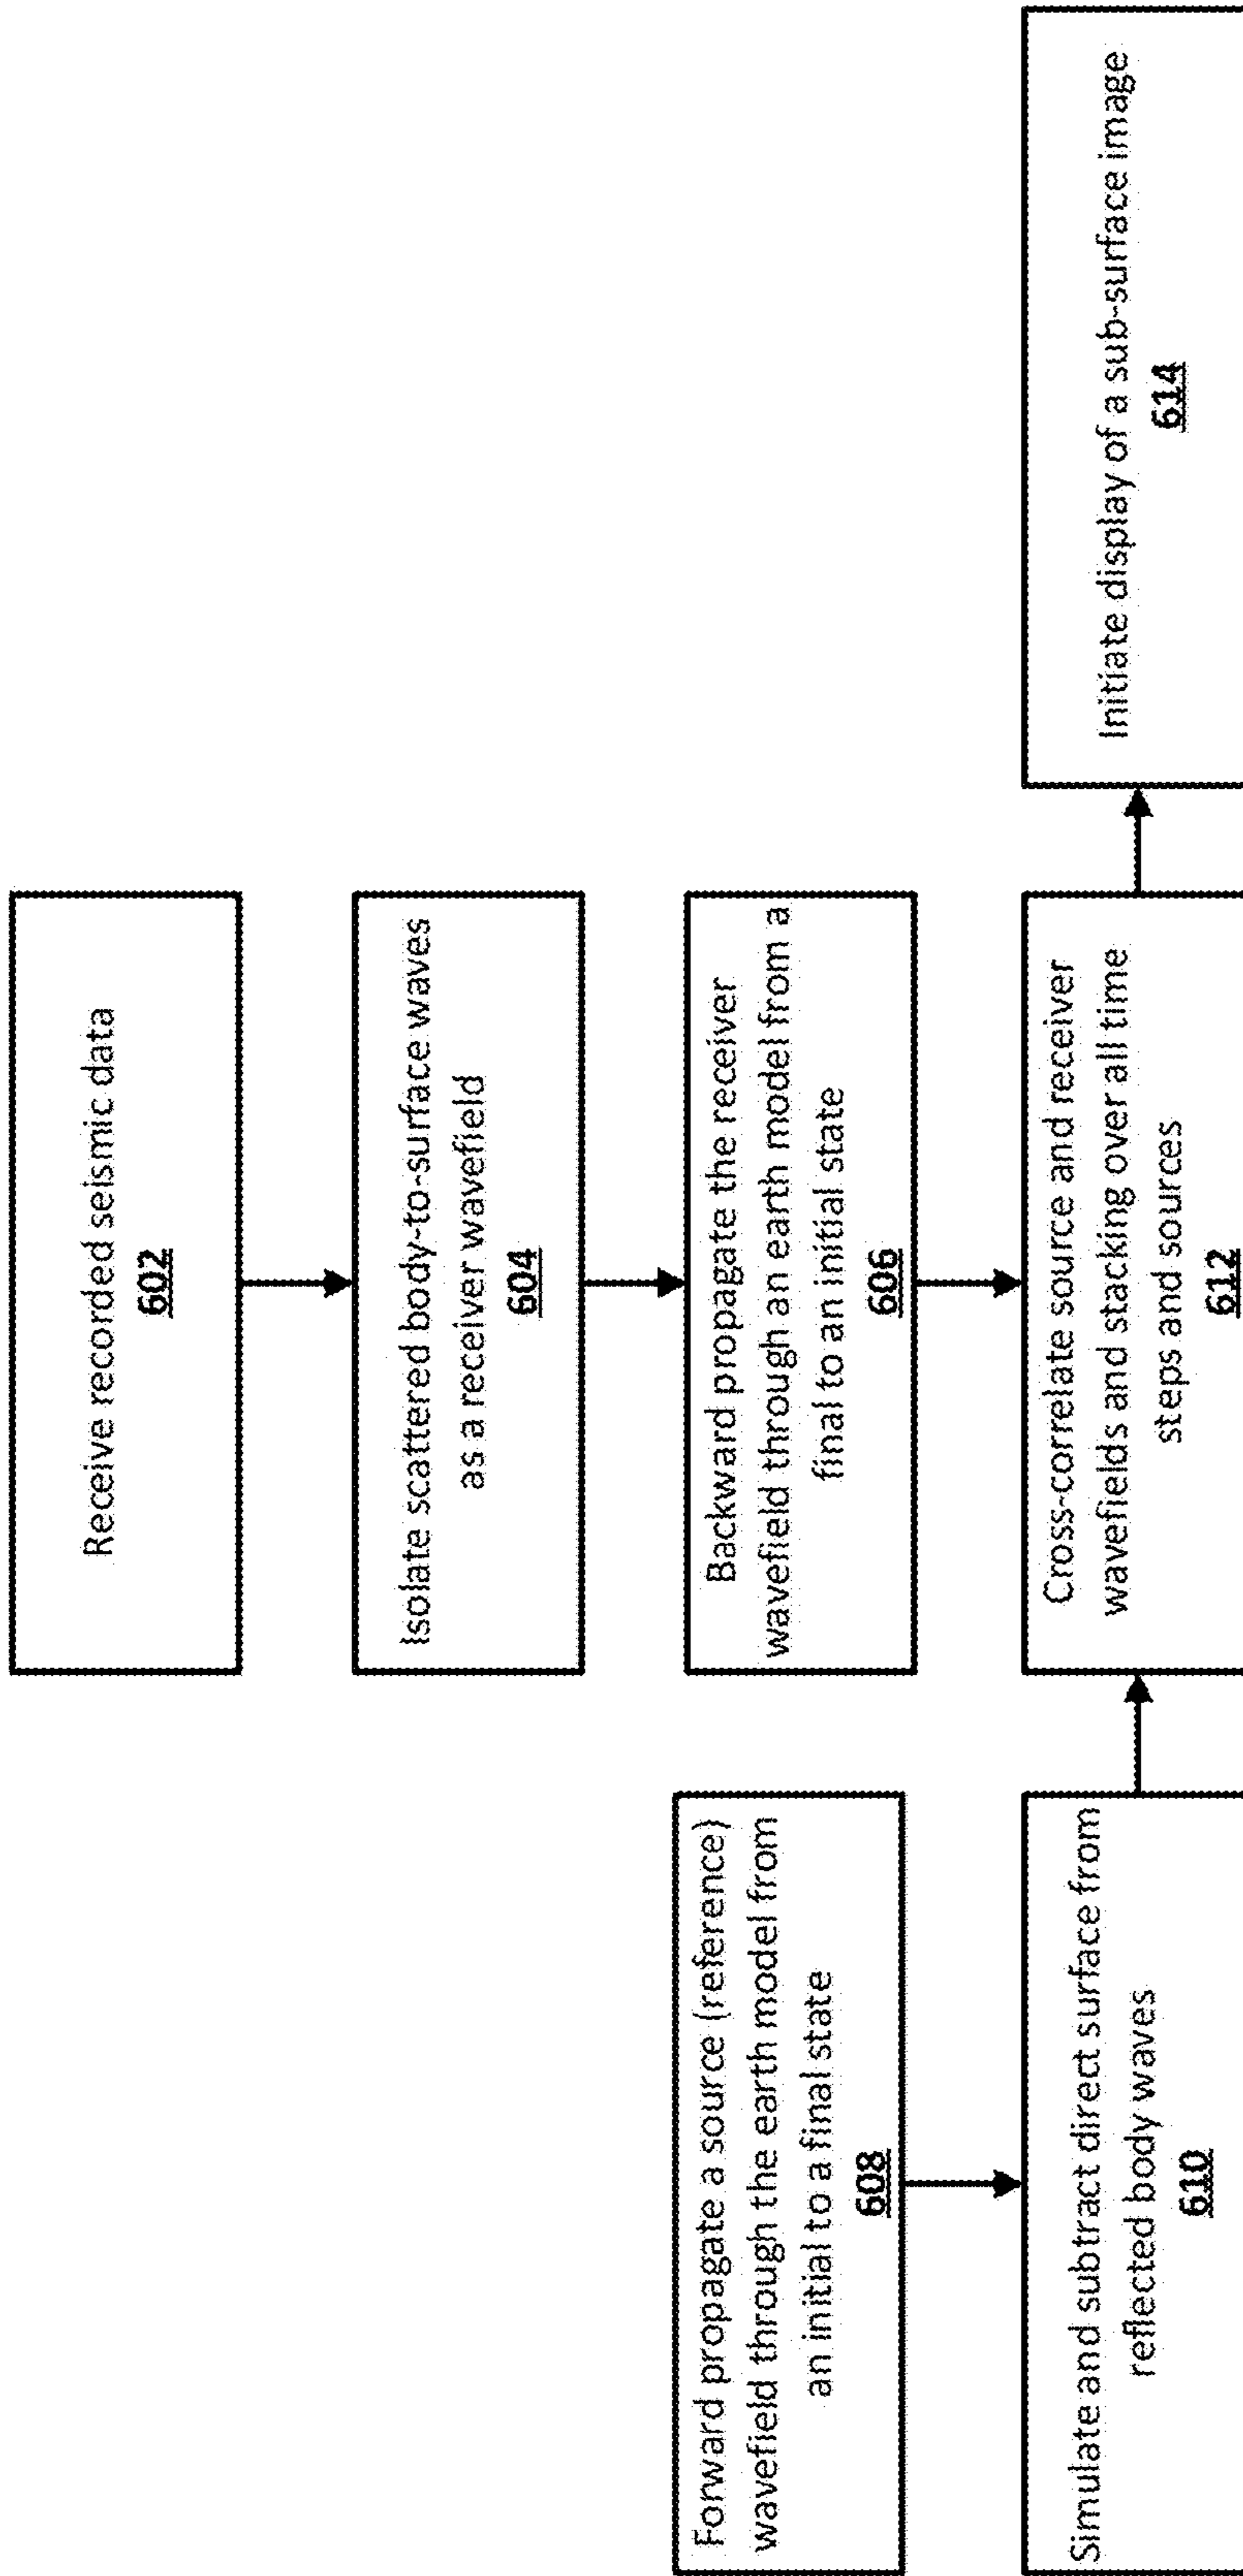 Receive recorded seismic data
602
Isolate scattered body-to-surface waves
as a receiver wavefield
604
Backward propagate the receiver
wavefield through an earth model from a
final to an initial state
606
Forward propagate a source (reference)
wavefield through the earth model from
an initial to a final state
608
Simulate and subtract direct surface from
reflected body waves
610
Cross-correlate source and receiver
wavefields and stacking over all time
steps and sources
612
Initiate display of a sub-surface image
614